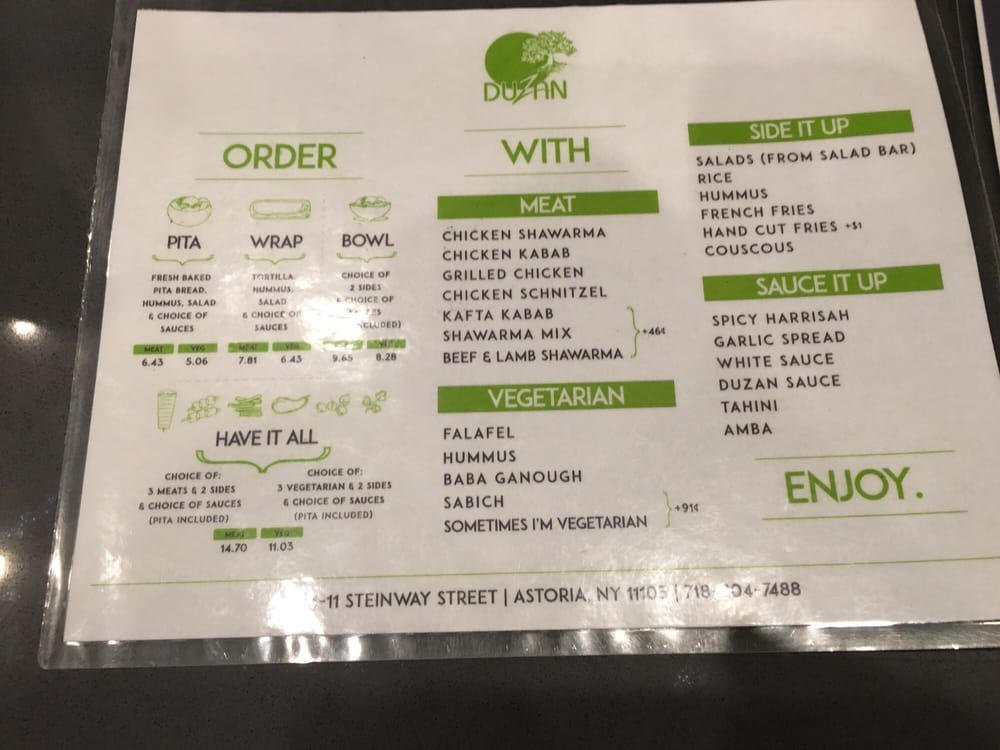 DUZAN
ORDER
PITA
FRESH BAKED
PITA BREAD,
HUMMUS, SALAD
& CHOICE OF
SAUCES
MEAT VEG
6.43 5.06
WRAP
TORTILLA,
HUMMUS,
SALAD
& CHOICE OF
SAUCES
MEAT VEG
7.81 6.43
BOWL
CHOICE OF
2 SIDES
& CHOICE OF
INCLUDED)
VEG
9.65 8.28
HAVE IT ALL
CHOICE OF:
3 MEATS & 2 SIDES
& CHOICE OF SAUCES
(PITA INCLUDED)
CHOICE OF:
3 VEGETARIAN & 2 SIDES
& CHOICE OF SAUCES
(PITA INCLUDED)
MEAT VEG
14.70 11.03
WITH
MEAT
CHICKEN SHAWARMA
CHICKEN KABAB
GRILLED CHICKEN
CHICKEN SCHNITZEL
KAFTA KABAB
SHAWARMA MIX +46¢
BEEF & LAMB SHAWARMA
VEGETARIAN
FALAFEL
HUMMUS
BABA GANOUGH
SABICH +91¢
SOMETIMES I'M VEGETARIAN
SIDE IT UP
SALADS (FROM SALAD BAR)
RICE
HUMMUS
FRENCH FRIES
HAND CUT FRIES +$1
COUSCOUS
SAUCE IT UP
SPICY HARRISAH
GARLIC SPREAD
WHITE SAUCE
DUZAN SAUCE
TAHINI
AMBA
ENJOY.
STEINWAY STREET | ASTORIA, NY 11103 | 718-